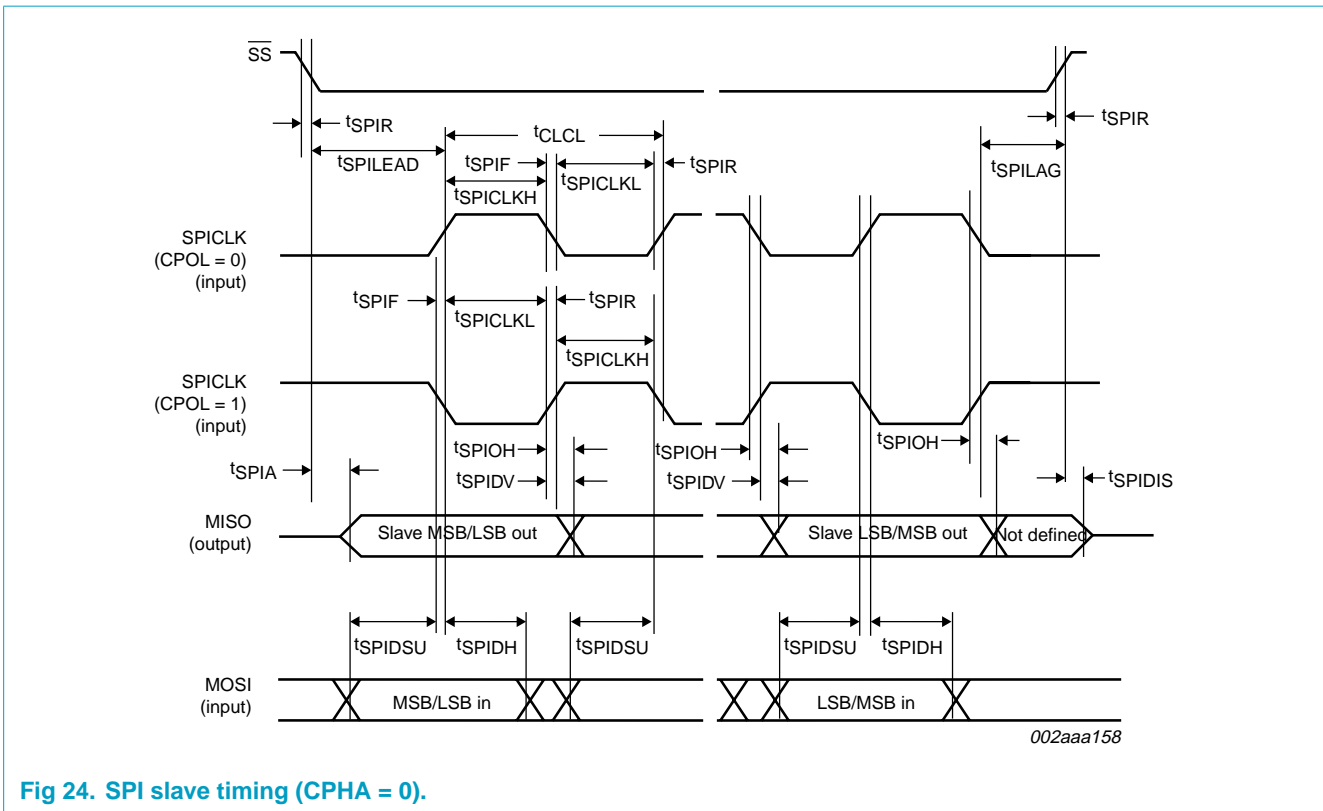 SS
tSPIR
tCLCL
tSPIR
tSPILEAD
tSPIF
tSPICLKL
tSPIR
tSPILAG
tSPICLKH
SPICLK
(CPOL = 0)
(input)
tSPIF
tSPICLKL
tSPIR
tSPICLKH
SPICLK
(CPOL = 1)
(input)
tSPIOH
tSPIOH
tSPIOH
tSPIA
tSPIDV
tSPIDV
tSPIDIS
MISO
(output)
Slave MSB/LSB out
Slave LSB/MSB out
Not defined
tSPIDSU
tSPIDH
tSPIDSU
tSPIDSU
tSPIDH
MOSI
(input)
MSB/LSB in
LSB/MSB in
002aaa158
Fig 24. SPI slave timing (CPHA = 0).